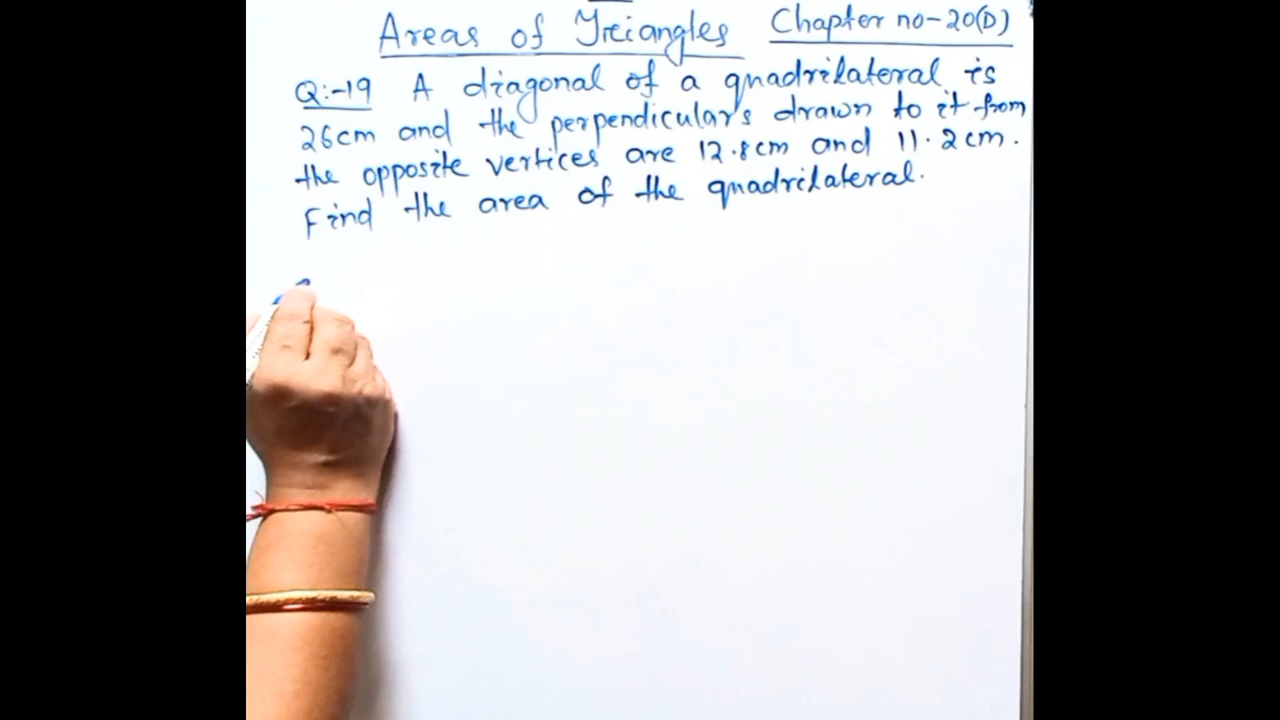 Areas of Treiangles Chapter no-20(D)
Q:-19 A diagonal of a quadrilateral is
26cm and the perpendiculars drawn to it from
the opposite vertices are 12.8cm and 11.2cm.
Find the area of the quadrilateral.